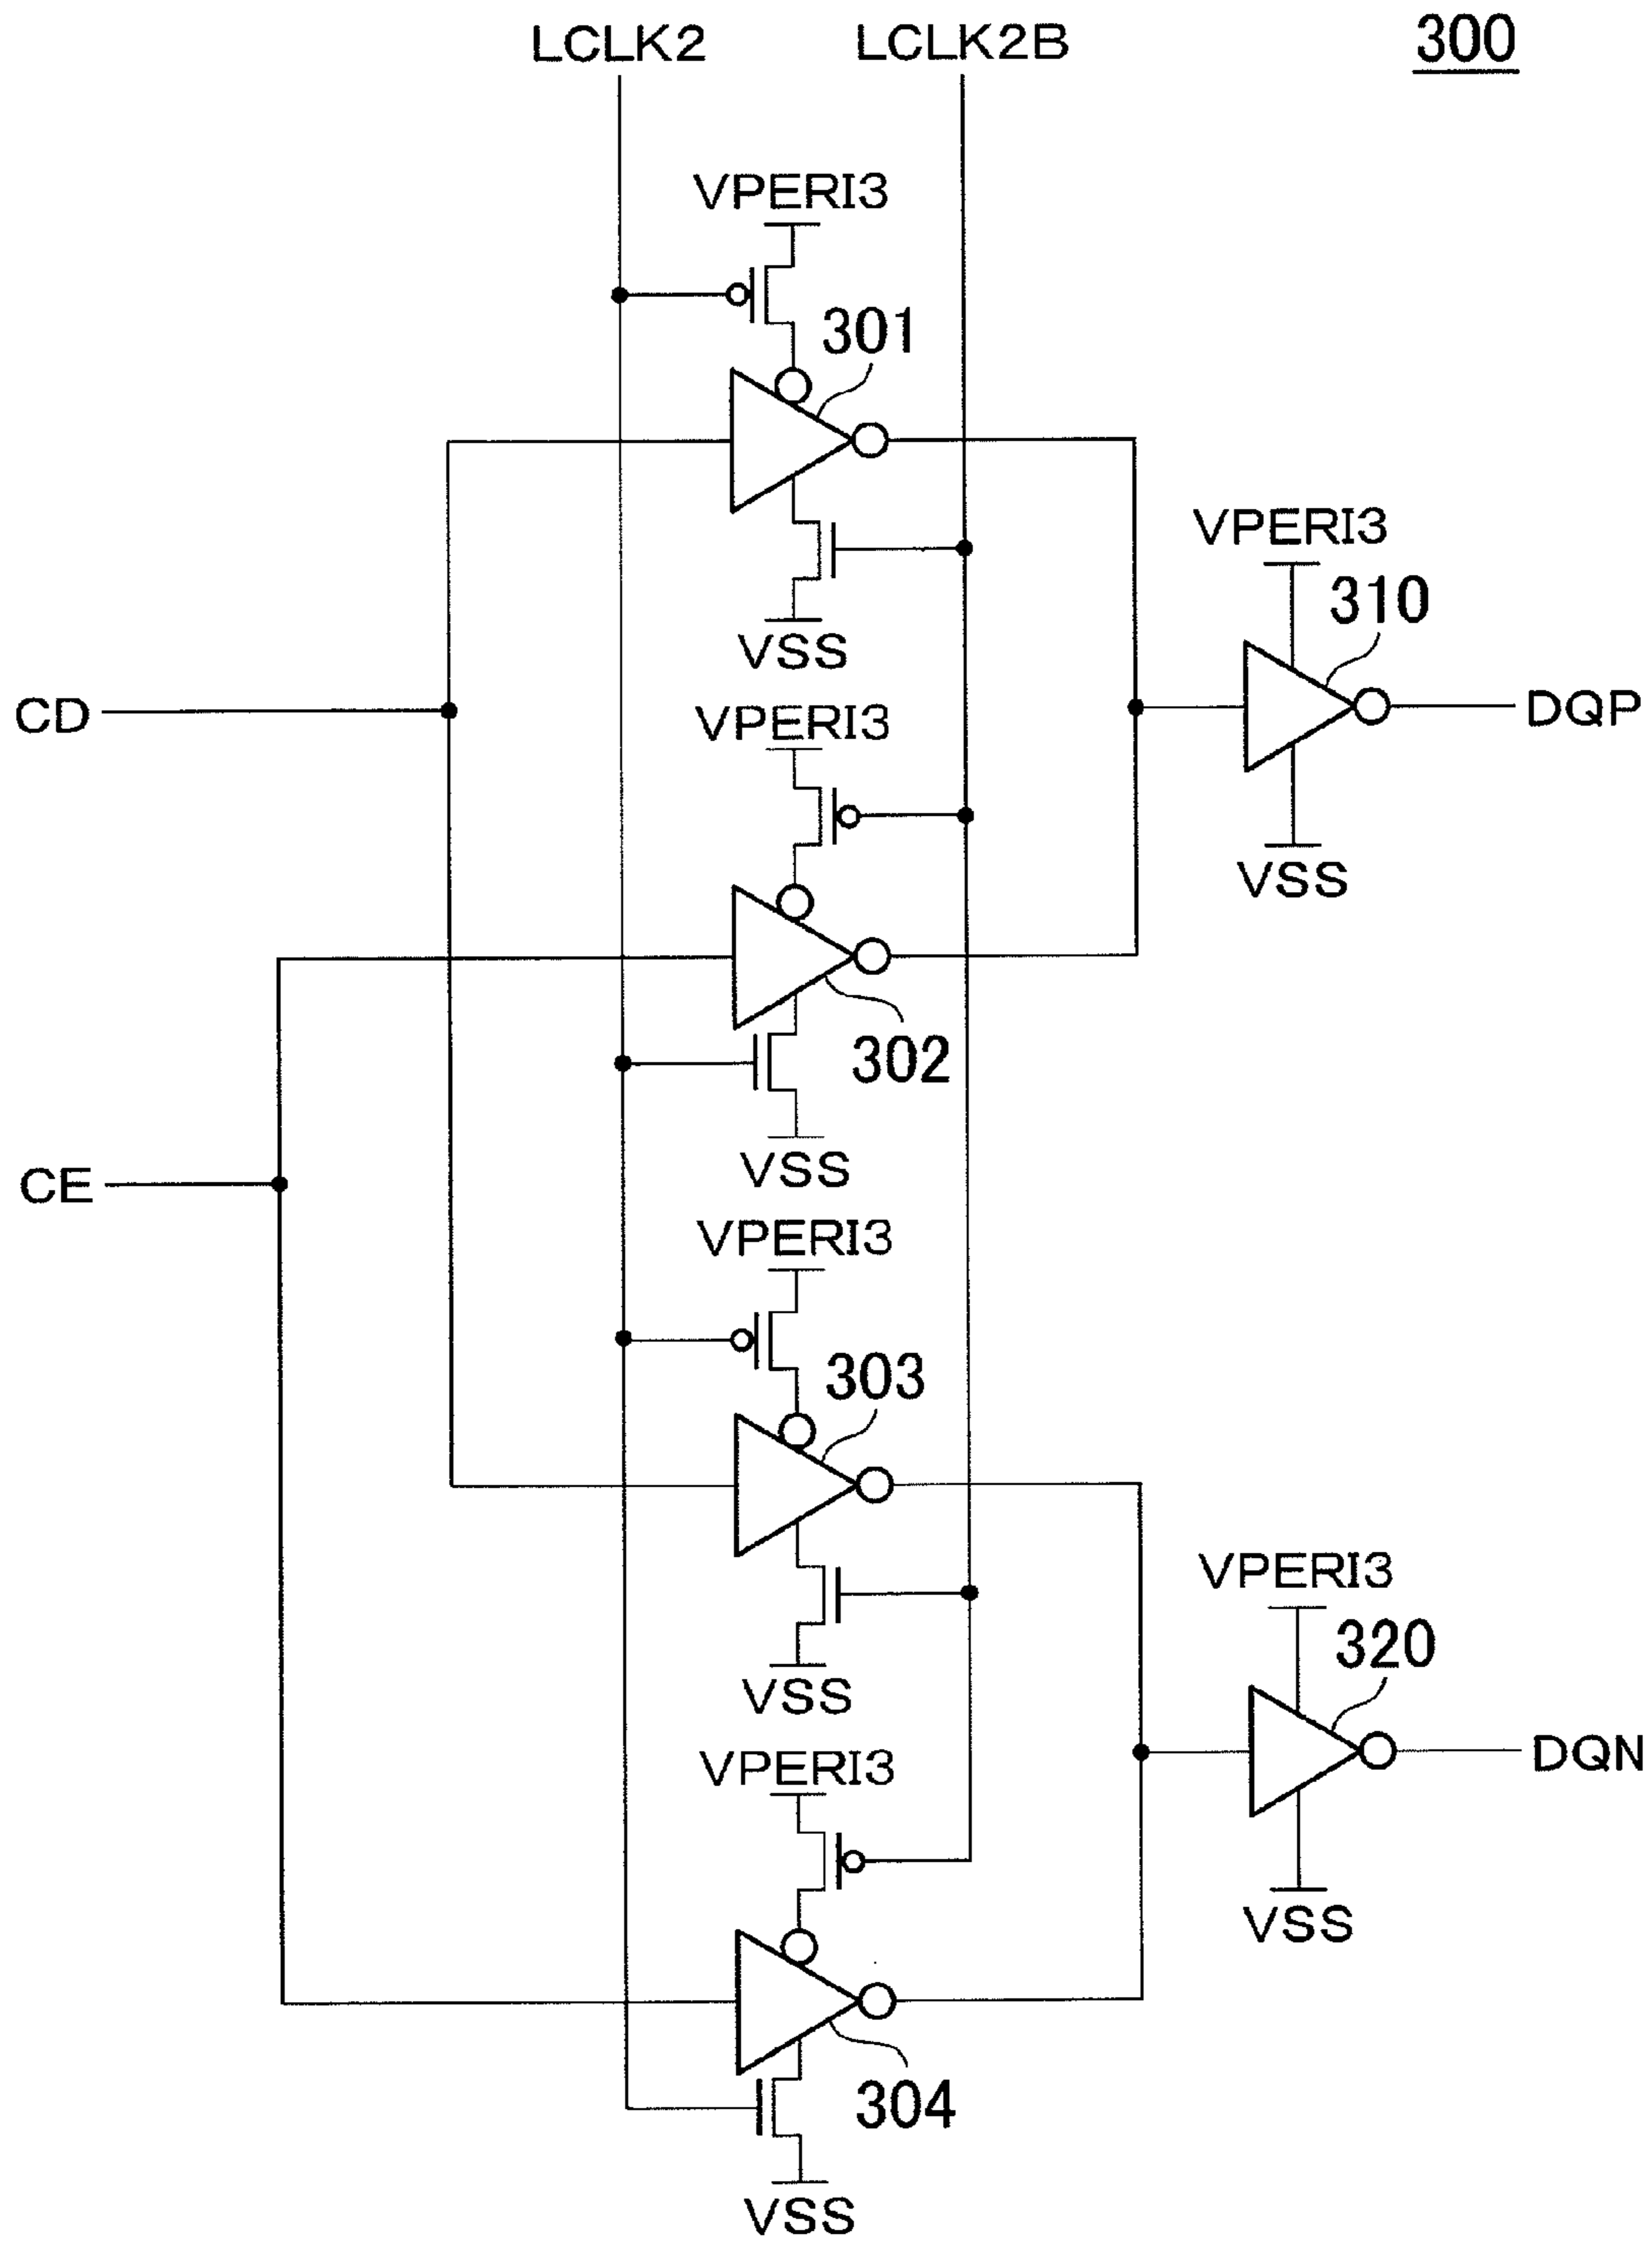 LCLK2 LCLK2B 300
VPERI3
301
VPERI3
310
VSS
CD
DQP
VPERI3
VSS
302
VSS
CE
VPERI3
303
VPERI3
320
VSS
DQN
VPERI3
VSS
304
VSS